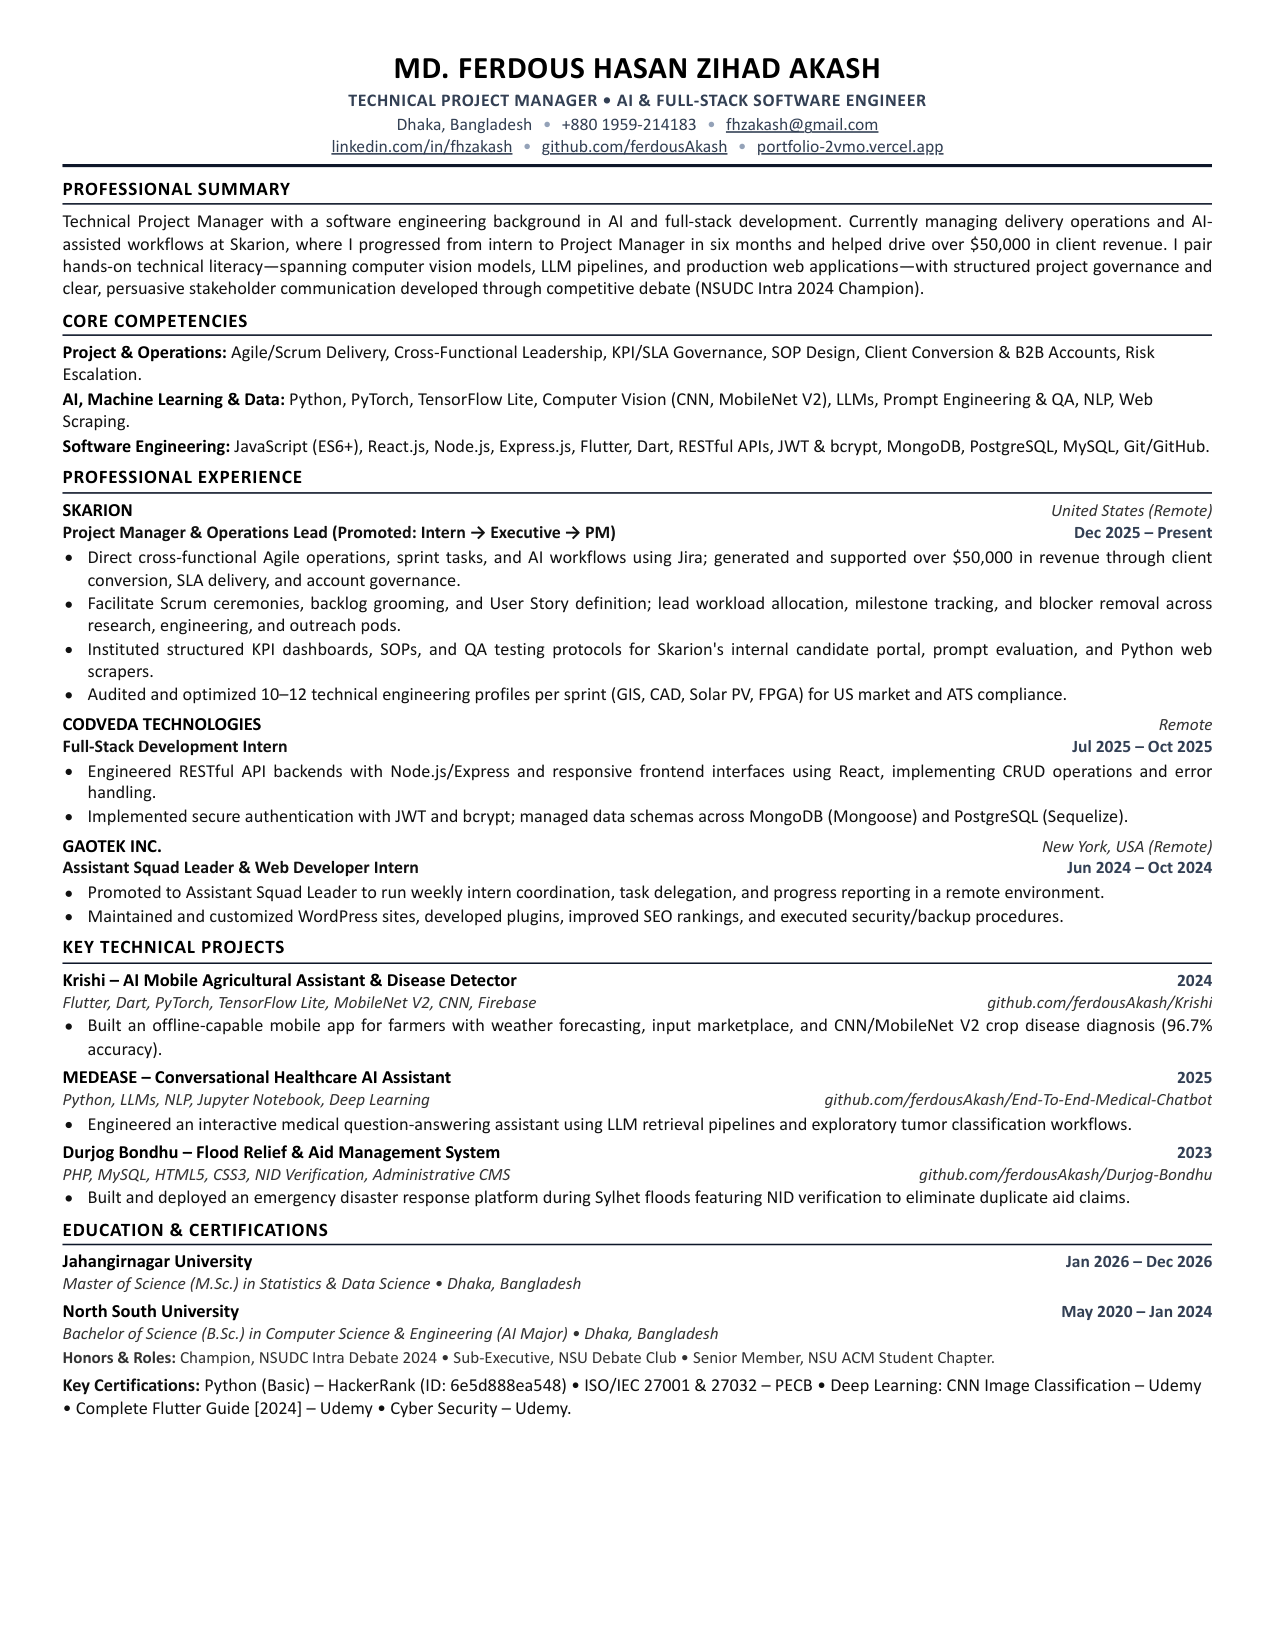 MD. FERDOUS HASAN ZIHAD AKASH
TECHNICAL PROJECT MANAGER • AI & FULL-STACK SOFTWARE ENGINEER
Dhaka, Bangladesh • +880 1959-214183 • fhzakash@gmail.com
linkedin.com/in/fhzakash • github.com/ferdousAkash • portfolio-2vmo.vercel.app
PROFESSIONAL SUMMARY
Technical Project Manager with a software engineering background in AI and full-stack development. Currently managing delivery operations and AI-
assisted workflows at Skarion, where I progressed from intern to Project Manager in six months and helped drive over $50,000 in client revenue. I pair
hands-on technical literacy—spanning computer vision models, LLM pipelines, and production web applications—with structured project governance and
clear, persuasive stakeholder communication developed through competitive debate (NSUDC Intra 2024 Champion).
CORE COMPETENCIES
Project & Operations: Agile/Scrum Delivery, Cross-Functional Leadership, KPI/SLA Governance, SOP Design, Client Conversion & B2B Accounts, Risk
Escalation.
AI, Machine Learning & Data: Python, PyTorch, TensorFlow Lite, Computer Vision (CNN, MobileNet V2), LLMs, Prompt Engineering & QA, NLP, Web
Scraping.
Software Engineering: JavaScript (ES6+), React.js, Node.js, Express.js, Flutter, Dart, RESTful APIs, JWT & bcrypt, MongoDB, PostgreSQL, MySQL, Git/GitHub.
PROFESSIONAL EXPERIENCE
SKARION United States (Remote)
Project Manager & Operations Lead (Promoted: Intern → Executive → PM) Dec 2025 – Present
• Direct cross-functional Agile operations, sprint tasks, and AI workflows using Jira; generated and supported over $50,000 in revenue through client
conversion, SLA delivery, and account governance.
• Facilitate Scrum ceremonies, backlog grooming, and User Story definition; lead workload allocation, milestone tracking, and blocker removal across
research, engineering, and outreach pods.
• Instituted structured KPI dashboards, SOPs, and QA testing protocols for Skarion's internal candidate portal, prompt evaluation, and Python web
scrapers.
• Audited and optimized 10–12 technical engineering profiles per sprint (GIS, CAD, Solar PV, FPGA) for US market and ATS compliance.
CODVEDA TECHNOLOGIES Remote
Full-Stack Development Intern Jul 2025 – Oct 2025
• Engineered RESTful API backends with Node.js/Express and responsive frontend interfaces using React, implementing CRUD operations and error
handling.
• Implemented secure authentication with JWT and bcrypt; managed data schemas across MongoDB (Mongoose) and PostgreSQL (Sequelize).
GAOTEK INC. New York, USA (Remote)
Assistant Squad Leader & Web Developer Intern Jun 2024 – Oct 2024
• Promoted to Assistant Squad Leader to run weekly intern coordination, task delegation, and progress reporting in a remote environment.
• Maintained and customized WordPress sites, developed plugins, improved SEO rankings, and executed security/backup procedures.
KEY TECHNICAL PROJECTS
Krishi – AI Mobile Agricultural Assistant & Disease Detector 2024
Flutter, Dart, PyTorch, TensorFlow Lite, MobileNet V2, CNN, Firebase github.com/ferdousAkash/Krishi
• Built an offline-capable mobile app for farmers with weather forecasting, input marketplace, and CNN/MobileNet V2 crop disease diagnosis (96.7%
accuracy).
MEDEASE – Conversational Healthcare AI Assistant 2025
Python, LLMs, NLP, Jupyter Notebook, Deep Learning github.com/ferdousAkash/End-To-End-Medical-Chatbot
• Engineered an interactive medical question-answering assistant using LLM retrieval pipelines and exploratory tumor classification workflows.
Durjog Bondhu – Flood Relief & Aid Management System 2023
PHP, MySQL, HTML5, CSS3, NID Verification, Administrative CMS github.com/ferdousAkash/Durjog-Bondhu
• Built and deployed an emergency disaster response platform during Sylhet floods featuring NID verification to eliminate duplicate aid claims.
EDUCATION & CERTIFICATIONS
Jahangirnagar University Jan 2026 – Dec 2026
Master of Science (M.Sc.) in Statistics & Data Science • Dhaka, Bangladesh
North South University May 2020 – Jan 2024
Bachelor of Science (B.Sc.) in Computer Science & Engineering (AI Major) • Dhaka, Bangladesh
Honors & Roles: Champion, NSUDC Intra Debate 2024 • Sub-Executive, NSU Debate Club • Senior Member, NSU ACM Student Chapter.
Key Certifications: Python (Basic) – HackerRank (ID: 6e5d888ea548) • ISO/IEC 27001 & 27032 – PECB • Deep Learning: CNN Image Classification – Udemy
• Complete Flutter Guide [2024] – Udemy • Cyber Security – Udemy.